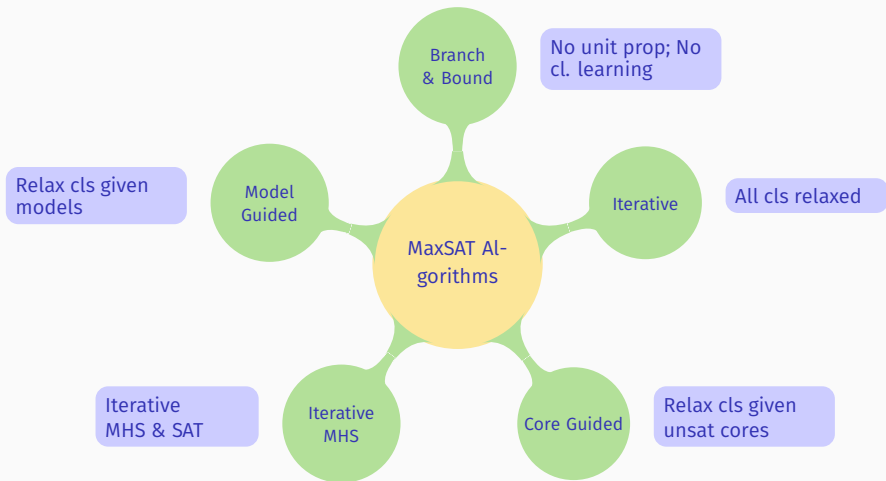 Branch
& Bound
No unit prop; No
cl. learning
Relax cls given
models
Model
Guided
Iterative
All cls relaxed
MaxSAT Al-
gorithms
Iterative
MHS & SAT
Iterative
MHS
Core Guided
Relax cls given
unsat cores